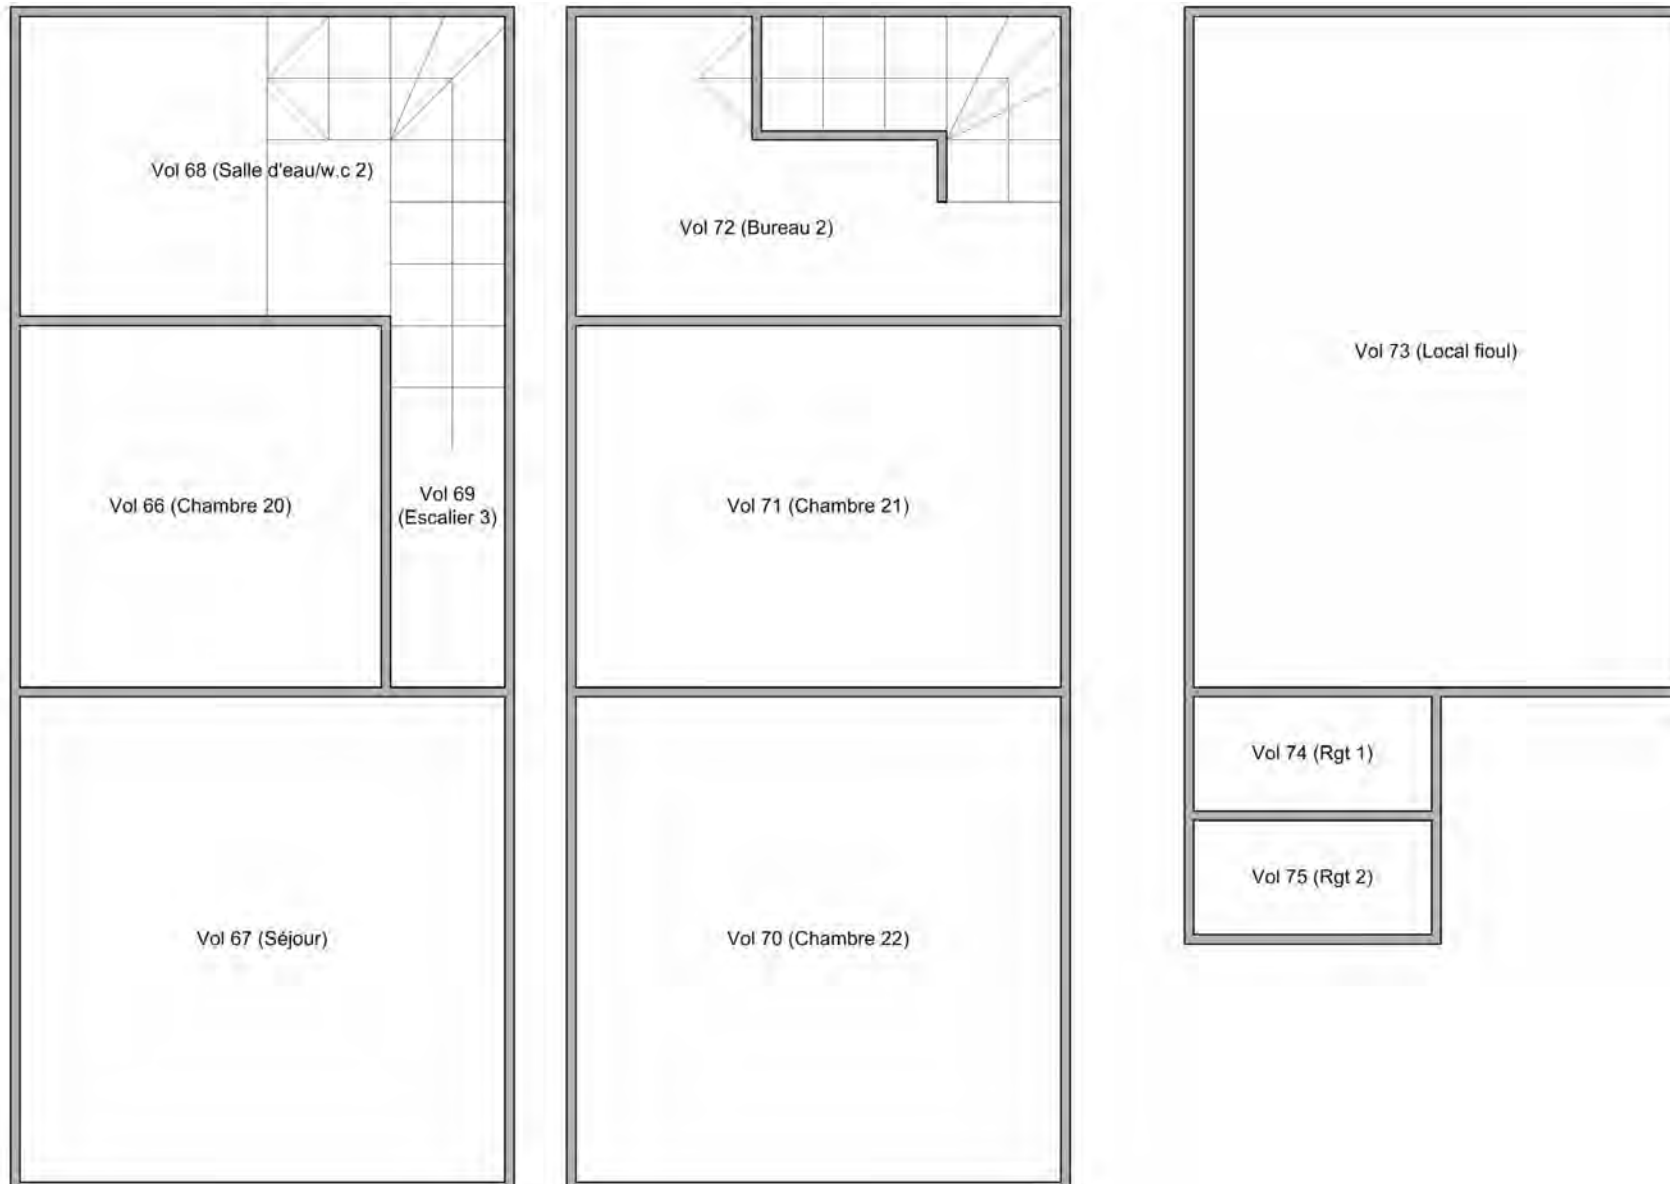 Vol 68 (Salle d'eau/w.c 2)
Vol 66 (Chambre 20)
Vol 69
(Escalier 3)
Vol 67 (Séjour)
Vol 72 (Bureau 2)
Vol 71 (Chambre 21)
Vol 70 (Chambre 22)
Vol 73 (Local fioul)
Vol 74 (Rgt 1)
Vol 75 (Rgt 2)